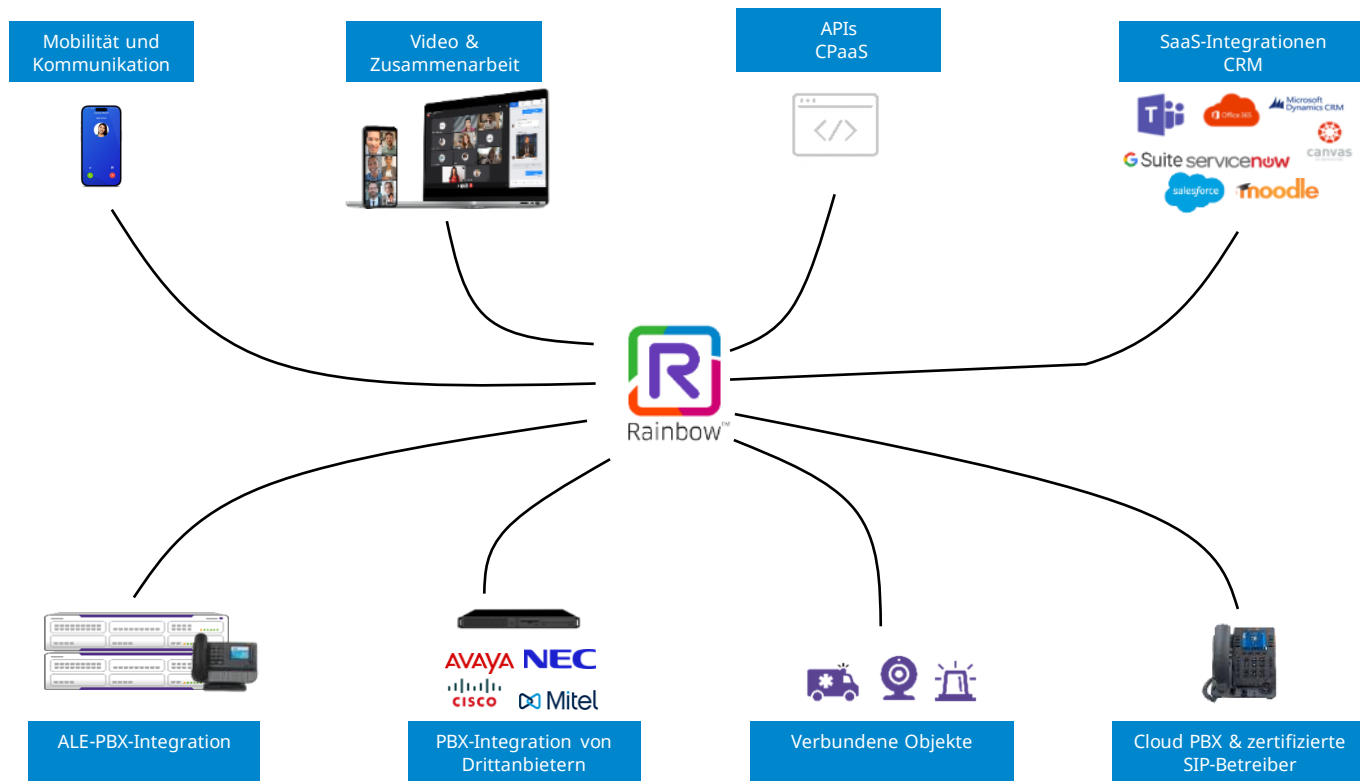 Mobilität und
Kommunikation
Video &
Zusammenarbeit
APIs
CPaaS
SaaS-Integrationen
CRM
Office 365
Microsoft
Dynamics CRM
canvas
G Suite
servicenow
salesforce
moodle
</>
R
Rainbow™
AVAYA
NEC
CISCO
Mitel
ALE-PBX-Integration
PBX-Integration von
Drittanbietern
Verbundene Objekte
Cloud PBX & zertifizierte
SIP-Betreiber